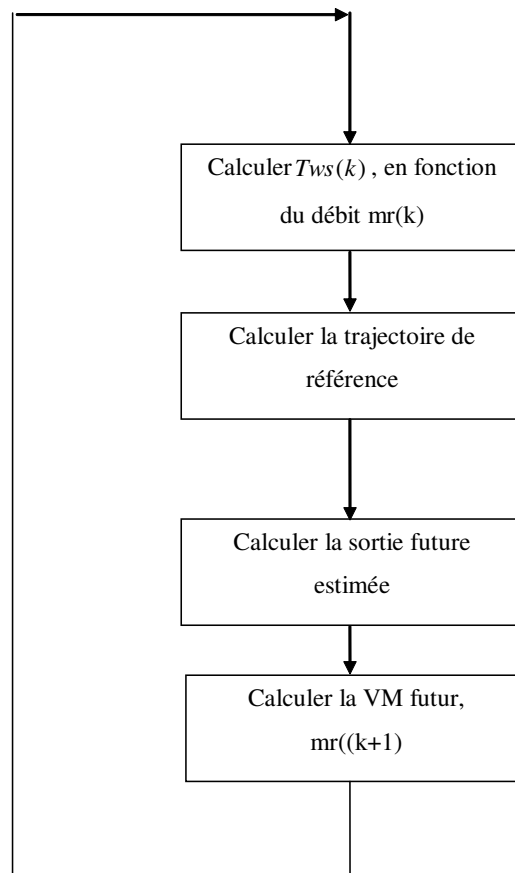 Calculer Tws(k) , en fonction
du débit mr(k)
Calculer la trajectoire de
référence
Calculer la sortie future
estimée
Calculer la VM futur,
mr((k+1)